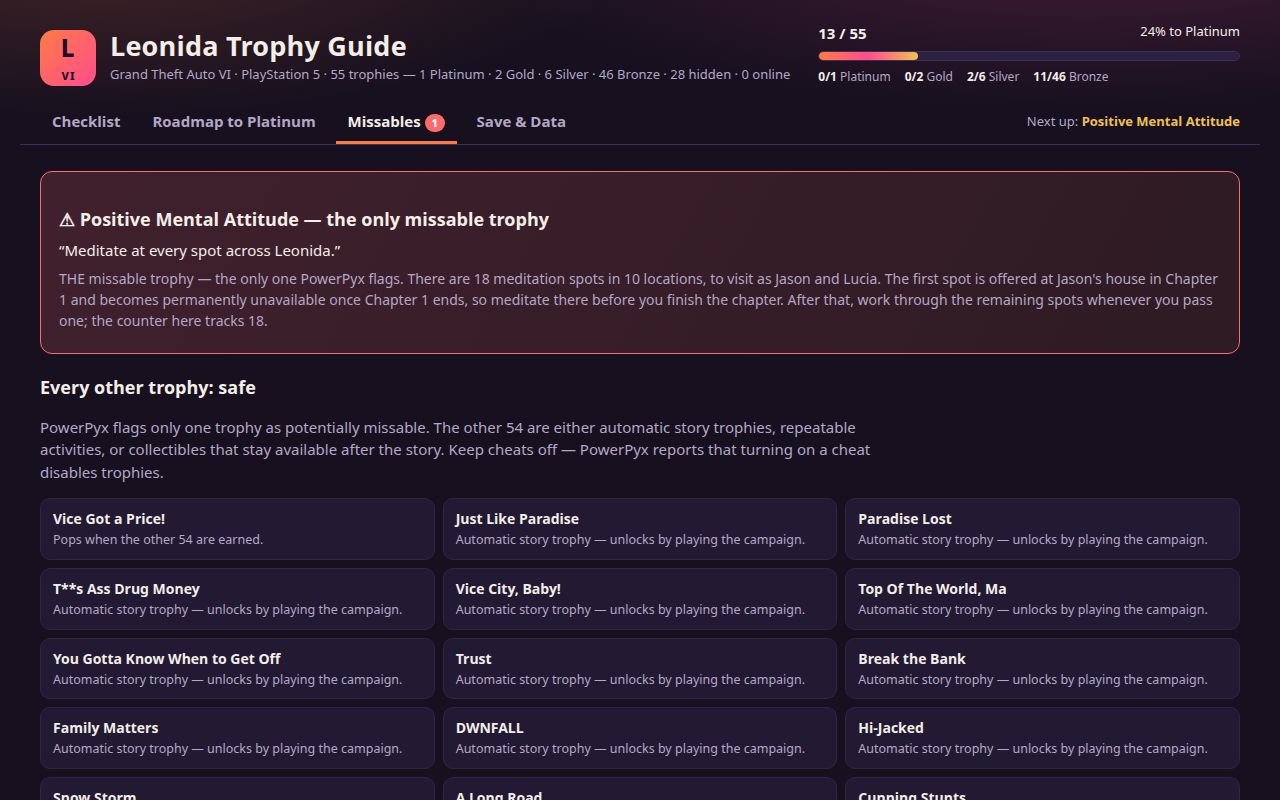 L
VI
Leonida Trophy Guide
Grand Theft Auto VI · PlayStation 5 · 55 trophies — 1 Platinum · 2 Gold · 6 Silver · 46 Bronze · 28 hidden · 0 online
13 / 55
24% to Platinum
0/1 Platinum 0/2 Gold 2/6 Silver 11/46 Bronze
Checklist Roadmap to Platinum Missables 1 Save & Data
Next up: Positive Mental Attitude
⚠ Positive Mental Attitude — the only missable trophy
“Meditate at every spot across Leonida.”
THE missable trophy — the only one PowerPyx flags. There are 18 meditation spots in 10 locations, to visit as Jason and Lucia. The first spot is offered at Jason's house in Chapter
1 and becomes permanently unavailable once Chapter 1 ends, so meditate there before you finish the chapter. After that, work through the remaining spots whenever you pass
one; the counter here tracks 18.
Every other trophy: safe
PowerPyx flags only one trophy as potentially missable. The other 54 are either automatic story trophies, repeatable
activities, or collectibles that stay available after the story. Keep cheats off — PowerPyx reports that turning on a cheat
disables trophies.
Vice Got a Price!
Pops when the other 54 are earned.
Just Like Paradise
Automatic story trophy — unlocks by playing the campaign.
Paradise Lost
Automatic story trophy — unlocks by playing the campaign.
T**s Ass Drug Money
Automatic story trophy — unlocks by playing the campaign.
Vice City, Baby!
Automatic story trophy — unlocks by playing the campaign.
Top Of The World, Ma
Automatic story trophy — unlocks by playing the campaign.
You Gotta Know When to Get Off
Automatic story trophy — unlocks by playing the campaign.
Trust
Automatic story trophy — unlocks by playing the campaign.
Break the Bank
Automatic story trophy — unlocks by playing the campaign.
Family Matters
Automatic story trophy — unlocks by playing the campaign.
DWNFALL
Automatic story trophy — unlocks by playing the campaign.
Hi-Jacked
Automatic story trophy — unlocks by playing the campaign.
Snow Storm
A Long Road
Cunning Stunts